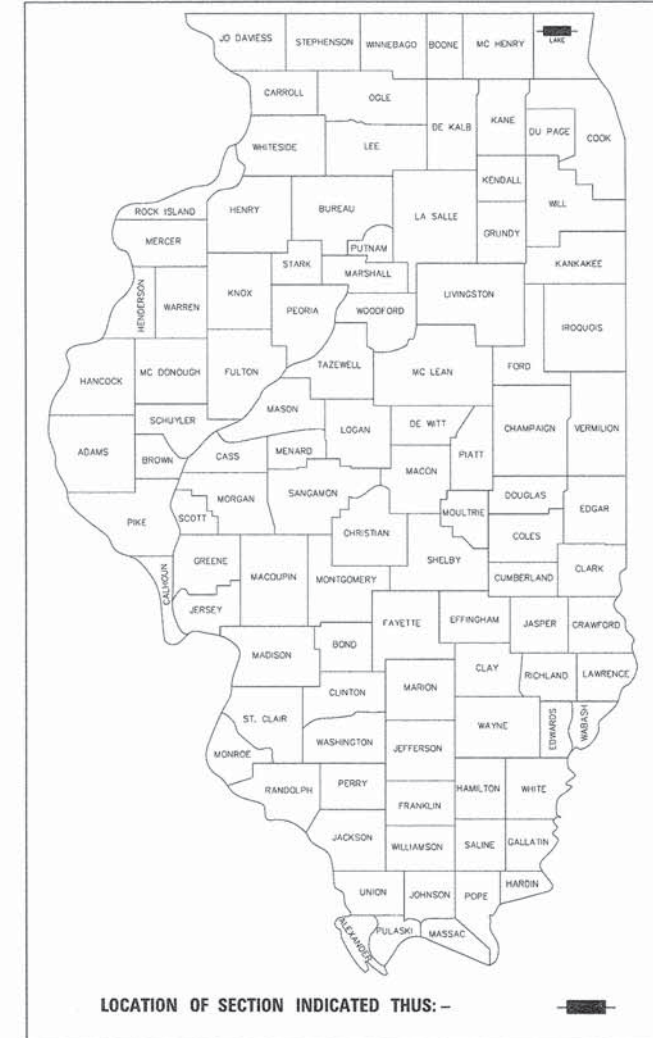 JO DAVIESS STEPHENSON WINNEBAGO BOONE MC HENRY LAKE
CARROLL OGLE DE KALB KANE DU PAGE COOK
WHITESIDE LEE KENDALL WILL
ROCK ISLAND HENRY BUREAU LA SALLE GRUNDY
MERCER PUTNAM KANKAKEE
STARK MARSHALL
HENDERSON WARREN KNOX PEORIA WOODFORD LIVINGSTON IROQUOIS
HANCOCK MC DONOUGH FULTON TAZEWELL MC LEAN FORD
MASON
SCHUYLER LOGAN DE WITT CHAMPAIGN VERMILION
ADAMS BROWN CASS MENARD MACON PIATT
MORGAN SANGAMON DOUGLAS EDGAR
PIKE SCOTT CHRISTIAN MOULTRIE COLES
GREENE MACOUPIN MONTGOMERY SHELBY CUMBERLAND CLARK
CALHOUN JERSEY
FAYETTE EFFINGHAM JASPER CRAWFORD
MADISON BOND CLAY
CLINTON MARION RICHLAND LAWRENCE
ST. CLAIR WAYNE EDWARDS WABASH
MONROE WASHINGTON JEFFERSON
RANDOLPH PERRY HAMILTON WHITE
FRANKLIN
JACKSON WILLIAMSON SALINE GALLATIN
UNION JOHNSON POPE HARDIN
ALEXANDER PULASKI MASSAC
LOCATION OF SECTION INDICATED THUS: –